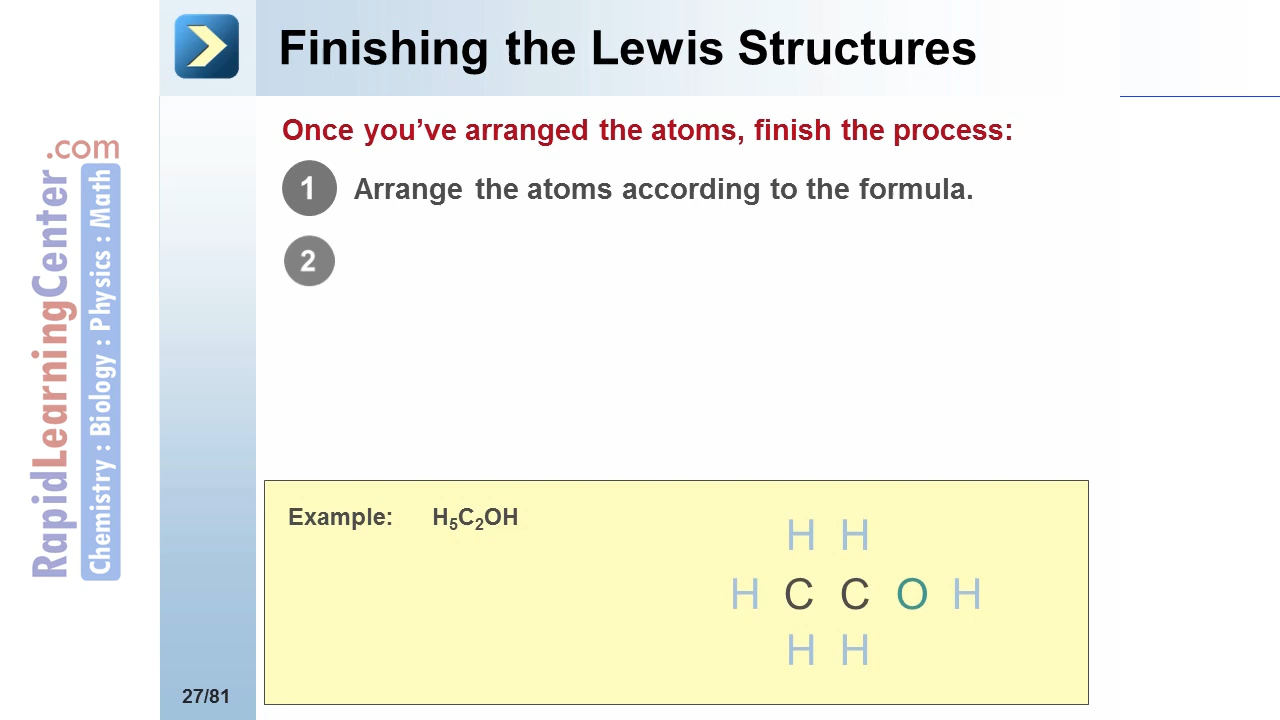 Finishing the Lewis Structures
Once you’ve arranged the atoms, finish the process:
1 Arrange the atoms according to the formula.
2
Example: H₅C₂OH
H H
H C C O H
H H
27/81
RapidLearningCenter.com
Chemistry : Biology : Physics : Math